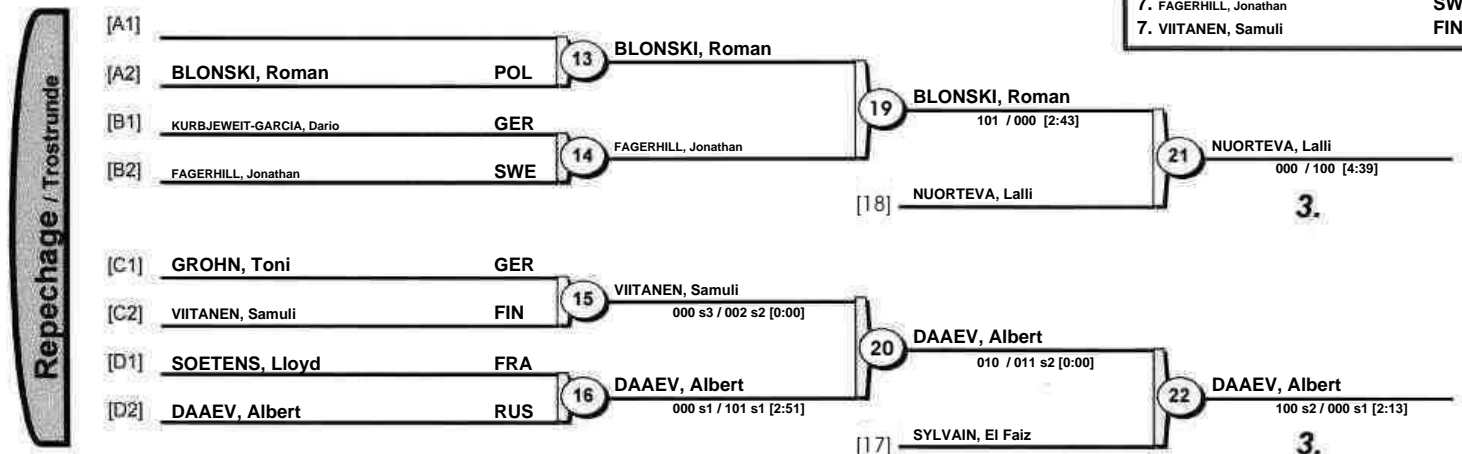 7. FAGERHILL, Jonathan SW
7. VIITANEN, Samuli FIN
Repechage / Trostrunde
[A1]
[A2] BLONSKI, Roman POL
13 BLONSKI, Roman
[B1] KURBJEWEIT-GARCIA, Dario GER
[B2] FAGERHILL, Jonathan SWE
14 FAGERHILL, Jonathan
19 BLONSKI, Roman
101 / 000 [2:43]
[18] NUORTEVA, Lalli
21 NUORTEVA, Lalli
000 / 100 [4:39]
3.
[C1] GROHN, Toni GER
[C2] VIITANEN, Samuli FIN
15 VIITANEN, Samuli
000 s3 / 002 s2 [0:00]
[D1] SOETENS, Lloyd FRA
[D2] DAAEV, Albert RUS
16 DAAEV, Albert
000 s1 / 101 s1 [2:51]
20 DAAEV, Albert
010 / 011 s2 [0:00]
[17] SYLVAIN, El Faiz
22 DAAEV, Albert
100 s2 / 000 s1 [2:13]
3.